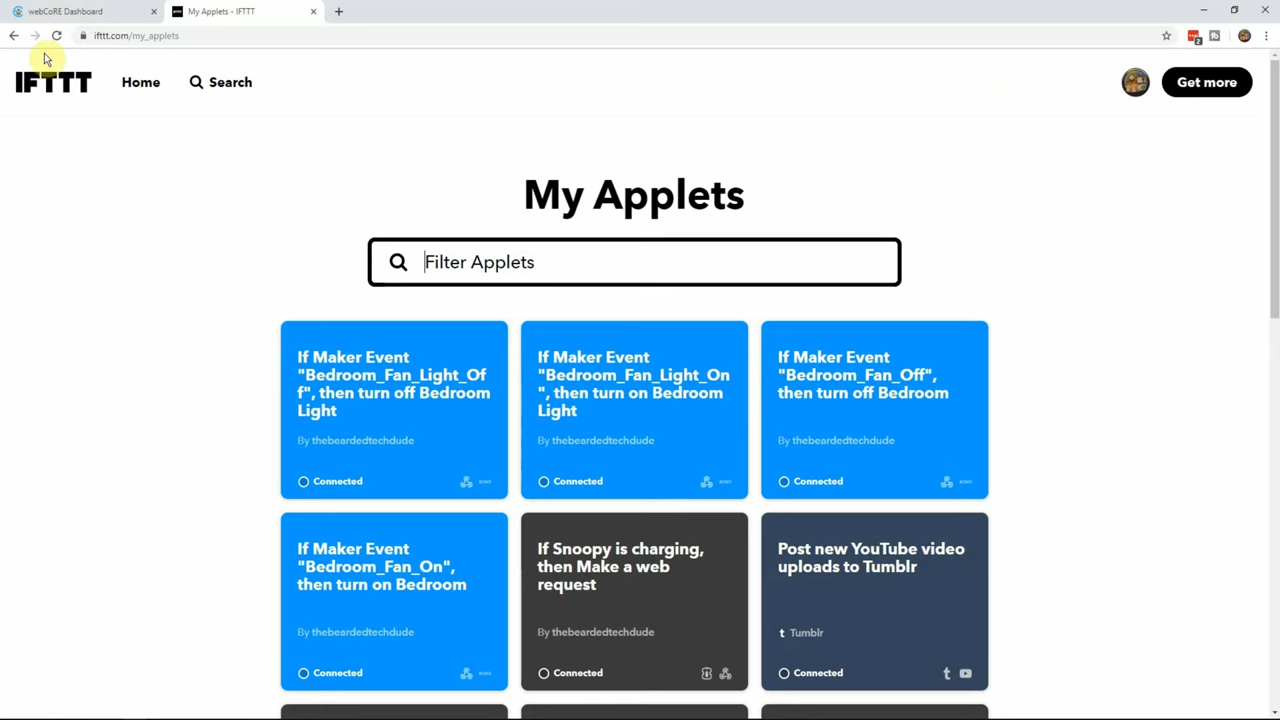 webCoRE Dashboard
My Applets - IFTTT
ifttt.com/my_applets
2
IFTTT
Home
Search
Get more
My Applets
Filter Applets
If Maker Event
"Bedroom_Fan_Light_Of
f", then turn off Bedroom
Light
By thebeardedtechdude
Connected
If Maker Event
"Bedroom_Fan_Light_On
", then turn on Bedroom
Light
By thebeardedtechdude
Connected
If Maker Event
"Bedroom_Fan_Off",
then turn off Bedroom
By thebeardedtechdude
Connected
If Maker Event
"Bedroom_Fan_On",
then turn on Bedroom
By thebeardedtechdude
Connected
If Snoopy is charging,
then Make a web
request
By thebeardedtechdude
Connected
Post new YouTube video
uploads to Tumblr
t Tumblr
Connected
t